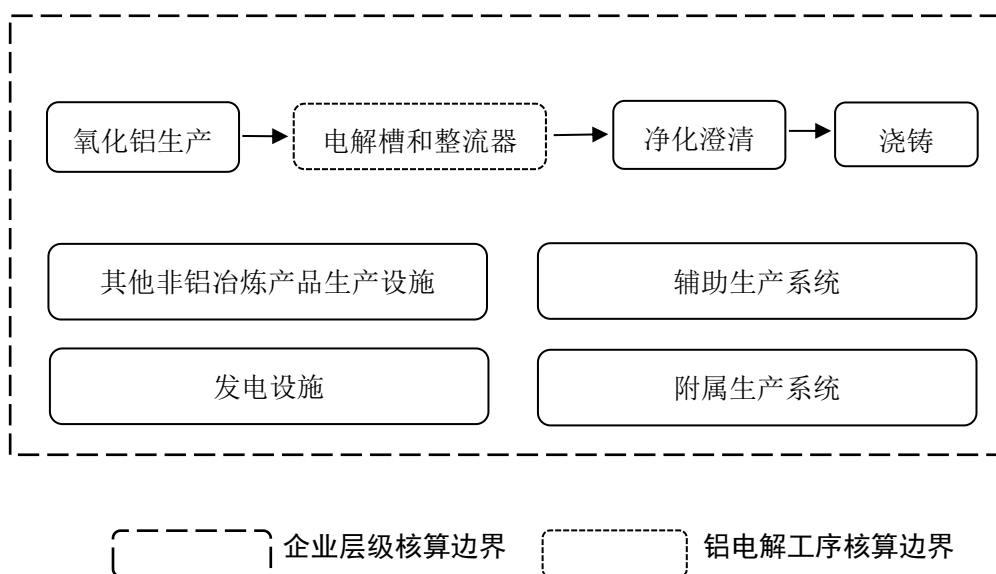 氧化铝生产
电解槽和整流器
净化澄清
浇铸
其他非铝冶炼产品生产设施
辅助生产系统
发电设施
附属生产系统
企业层级核算边界
铝电解工序核算边界